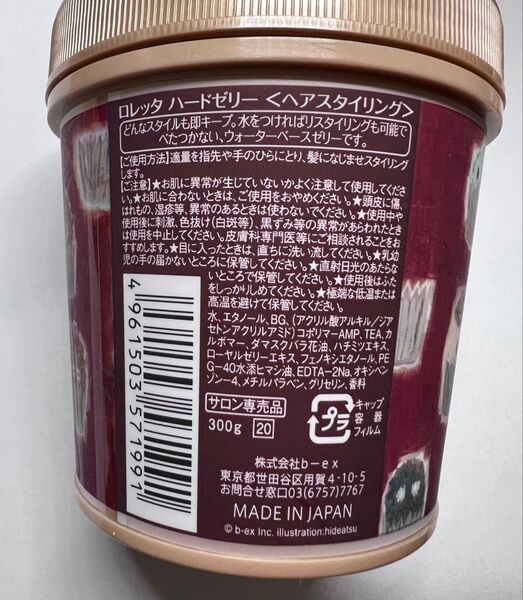 ロレッタ ハードゼリー <ヘアスタイリング>
どんなスタイルも即キープ。水をつければリスタイリングも可能で
べたつかない、ウォーターベースゼリーです。
【ご使用方法】適量を指先や手のひらにとり、髪になじませスタイリング
します。
【ご注意】★お肌に異常が生じていないかよく注意して使用してくださ
い。★お肌に合わないときは、ご使用をおやめください。★頭皮に傷、
はれもの、湿疹等、異常のあるときは使わないでください。★使用中や
使用後に刺激、色抜け(白斑等)、黒ずみ等の異常があらわれたとき
は使用を中止してください。皮膚科専門医等にご相談されることをお
すすめします。★目に入ったときは、直ちに洗い流してください。★乳幼
児の手の届かないところで保管してください。★直射日光のあたらな
いところで保管してください。★使用後はふた
をしっかりしめてください。★極端な低温または
高温を避けて保管してください。
水、エタノール、BG、(アクリル酸アルキル/ジア
セトンアクリルアミド)コポリマーAMP、TEA、カ
ルボマー、ダマスクバラ花油、ハチミツエキス、
ローヤルゼリーエキス、フェノキシエタノール、PE
G-40水添ヒマシ油、EDTA-2Na、オキシベン
ゾン-4、メチルパラベン、グリセリン、香料
サロン専売品
300g 20
プラ
キャップ
容器
フィルム
株式会社b-ex
東京都世田谷区用賀4-10-5
お問合せ窓口03(6757)7767
MADE IN JAPAN
© b-ex Inc. illustration:hideatsu
4 961503 571991